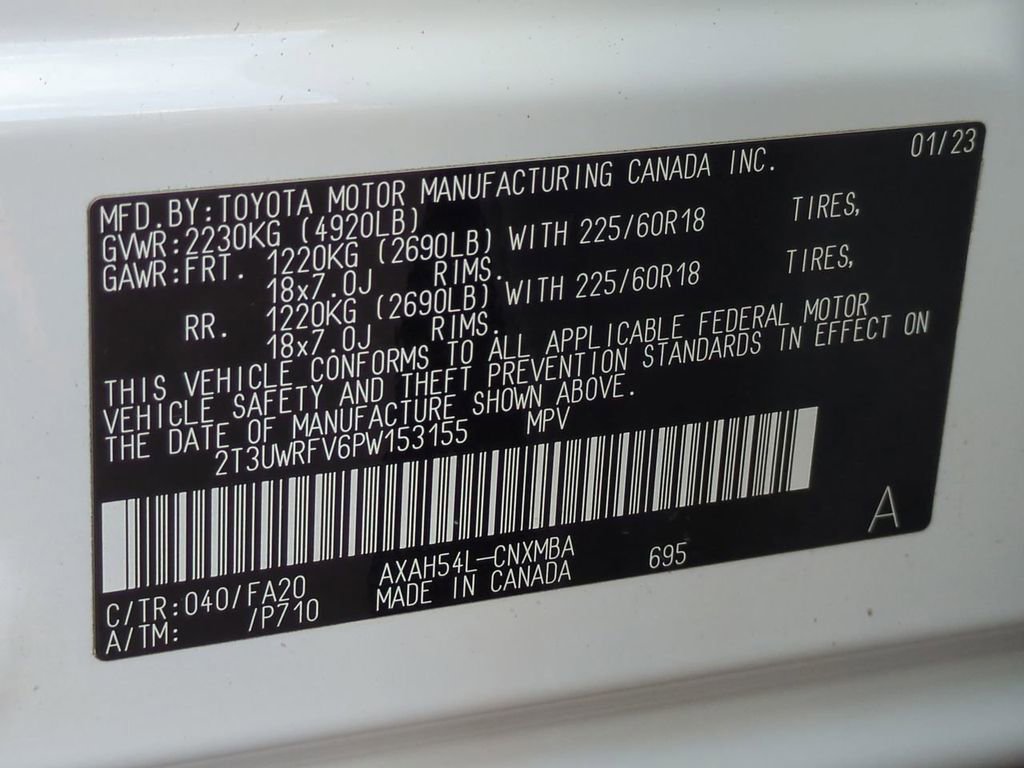 01/23
MFD.BY:TOYOTA MOTOR MANUFACTURING CANADA INC.
GVWR:2230KG (4920LB)
GAWR:FRT. 1220KG (2690LB) WITH 225/60R18 TIRES,
18x7.0J RIMS.
RR. 1220KG (2690LB) WITH 225/60R18 TIRES,
18x7.0J RIMS.
THIS VEHICLE CONFORMS TO ALL APPLICABLE FEDERAL MOTOR
VEHICLE SAFETY AND THEFT PREVENTION STANDARDS IN EFFECT ON
THE DATE OF MANUFACTURE SHOWN ABOVE.
2T3UWRFV6PW153155 MPV
A
C/TR:040/FA20 AXAH54L-CNXMBA 695
A/TM: /P710 MADE IN CANADA